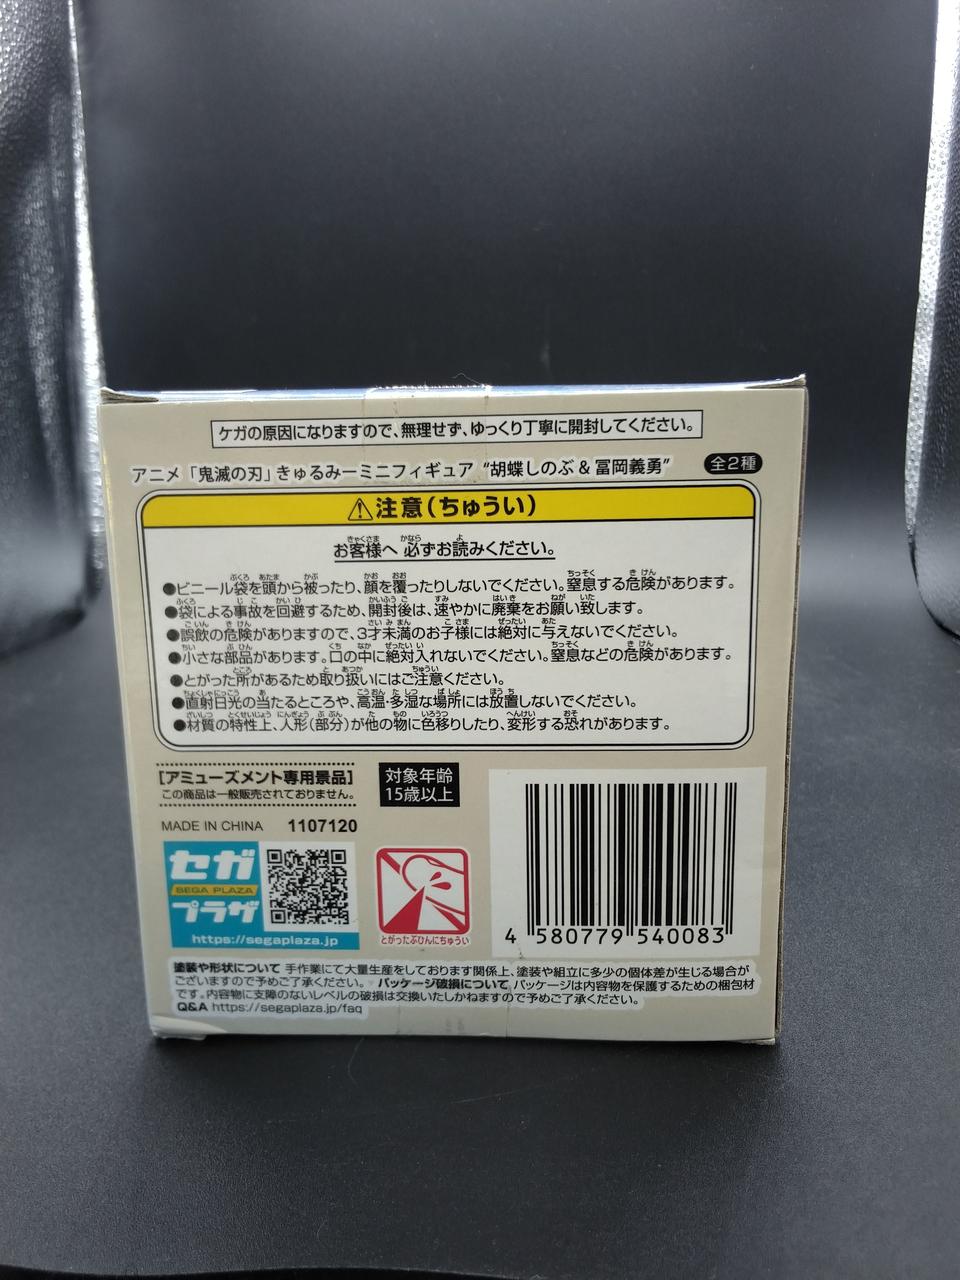 ケガの原因になりますので、無理せず、ゆっくり丁寧に開封してください。
アニメ「鬼滅の刃」きゅるみーミニフィギュア“胡蝶しのぶ&冨岡義勇” 全2種
⚠注意(ちゅうい)
お客様へ 必ずお読みください。
●ビニール袋を頭から被ったり、顔を覆ったりしないでください。窒息する危険があります。
●袋による事故を回避するため、開封後は、速やかに廃棄をお願い致します。
●誤飲の危険がありますので、3才未満のお子様には絶対に与えないでください。
●小さな部品があります。口の中に絶対入れないでください。窒息などの危険があります。
●とがった所があるため取り扱いにはご注意ください。
●直射日光の当たるところや、高温・多湿な場所には放置しないでください。
●材質の特性上、人形(部分)が他の物に色移りしたり、変形する恐れがあります。
[アミューズメント専用景品]
この商品は一般販売されておりません。
対象年齢
15歳以上
MADE IN CHINA 1107120
セガ
SEGA PLAZA
プラザ
https://segaplaza.jp
とがったぶひんにちゅうい
4 580779 540083
塗装や形状について 手作業にて大量生産をしております関係上、塗装や組立に多少の個体差が生じる場合が
ございますので予めご了承ください。 パッケージ破損について パッケージは内容物を保護するための梱包材
です。内容物に支障のないレベルの破損は交換いたしかねますので予めご了承ください。
Q&A https://segaplaza.jp/faq